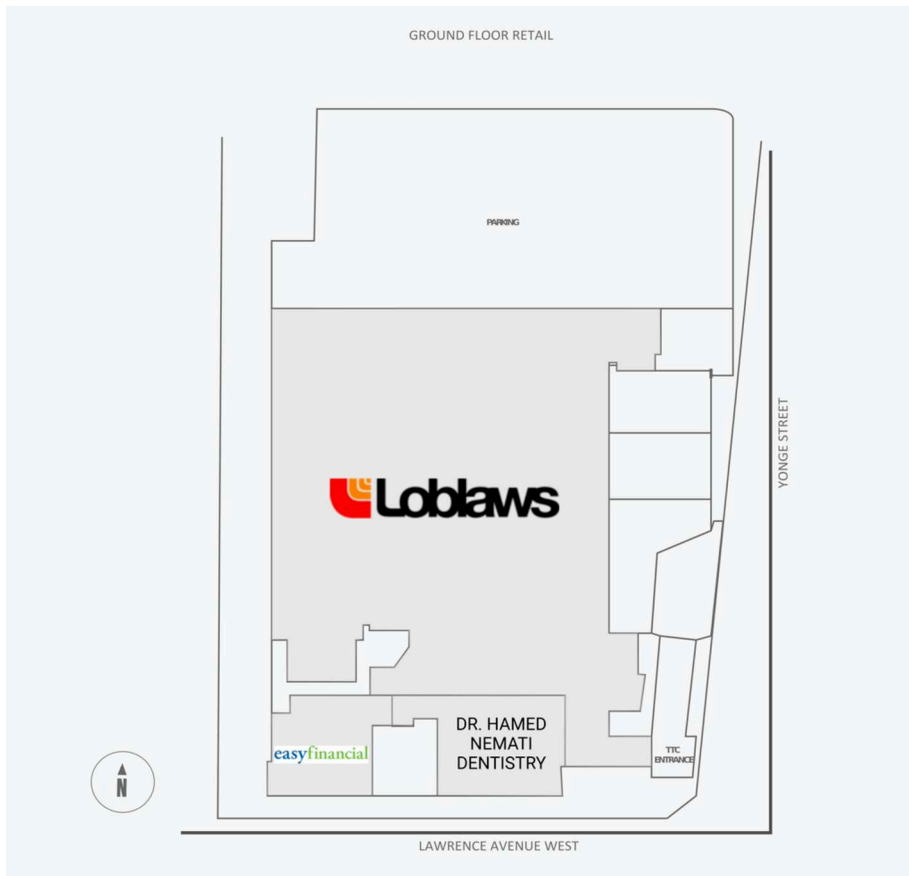 GROUND FLOOR RETAIL
PARKING
YONGE STREET
Loblaws
DR. HAMED
NEMATI
DENTISTRY
easyfinancial
TTC
ENTRANCE
N
LAWRENCE AVENUE WEST